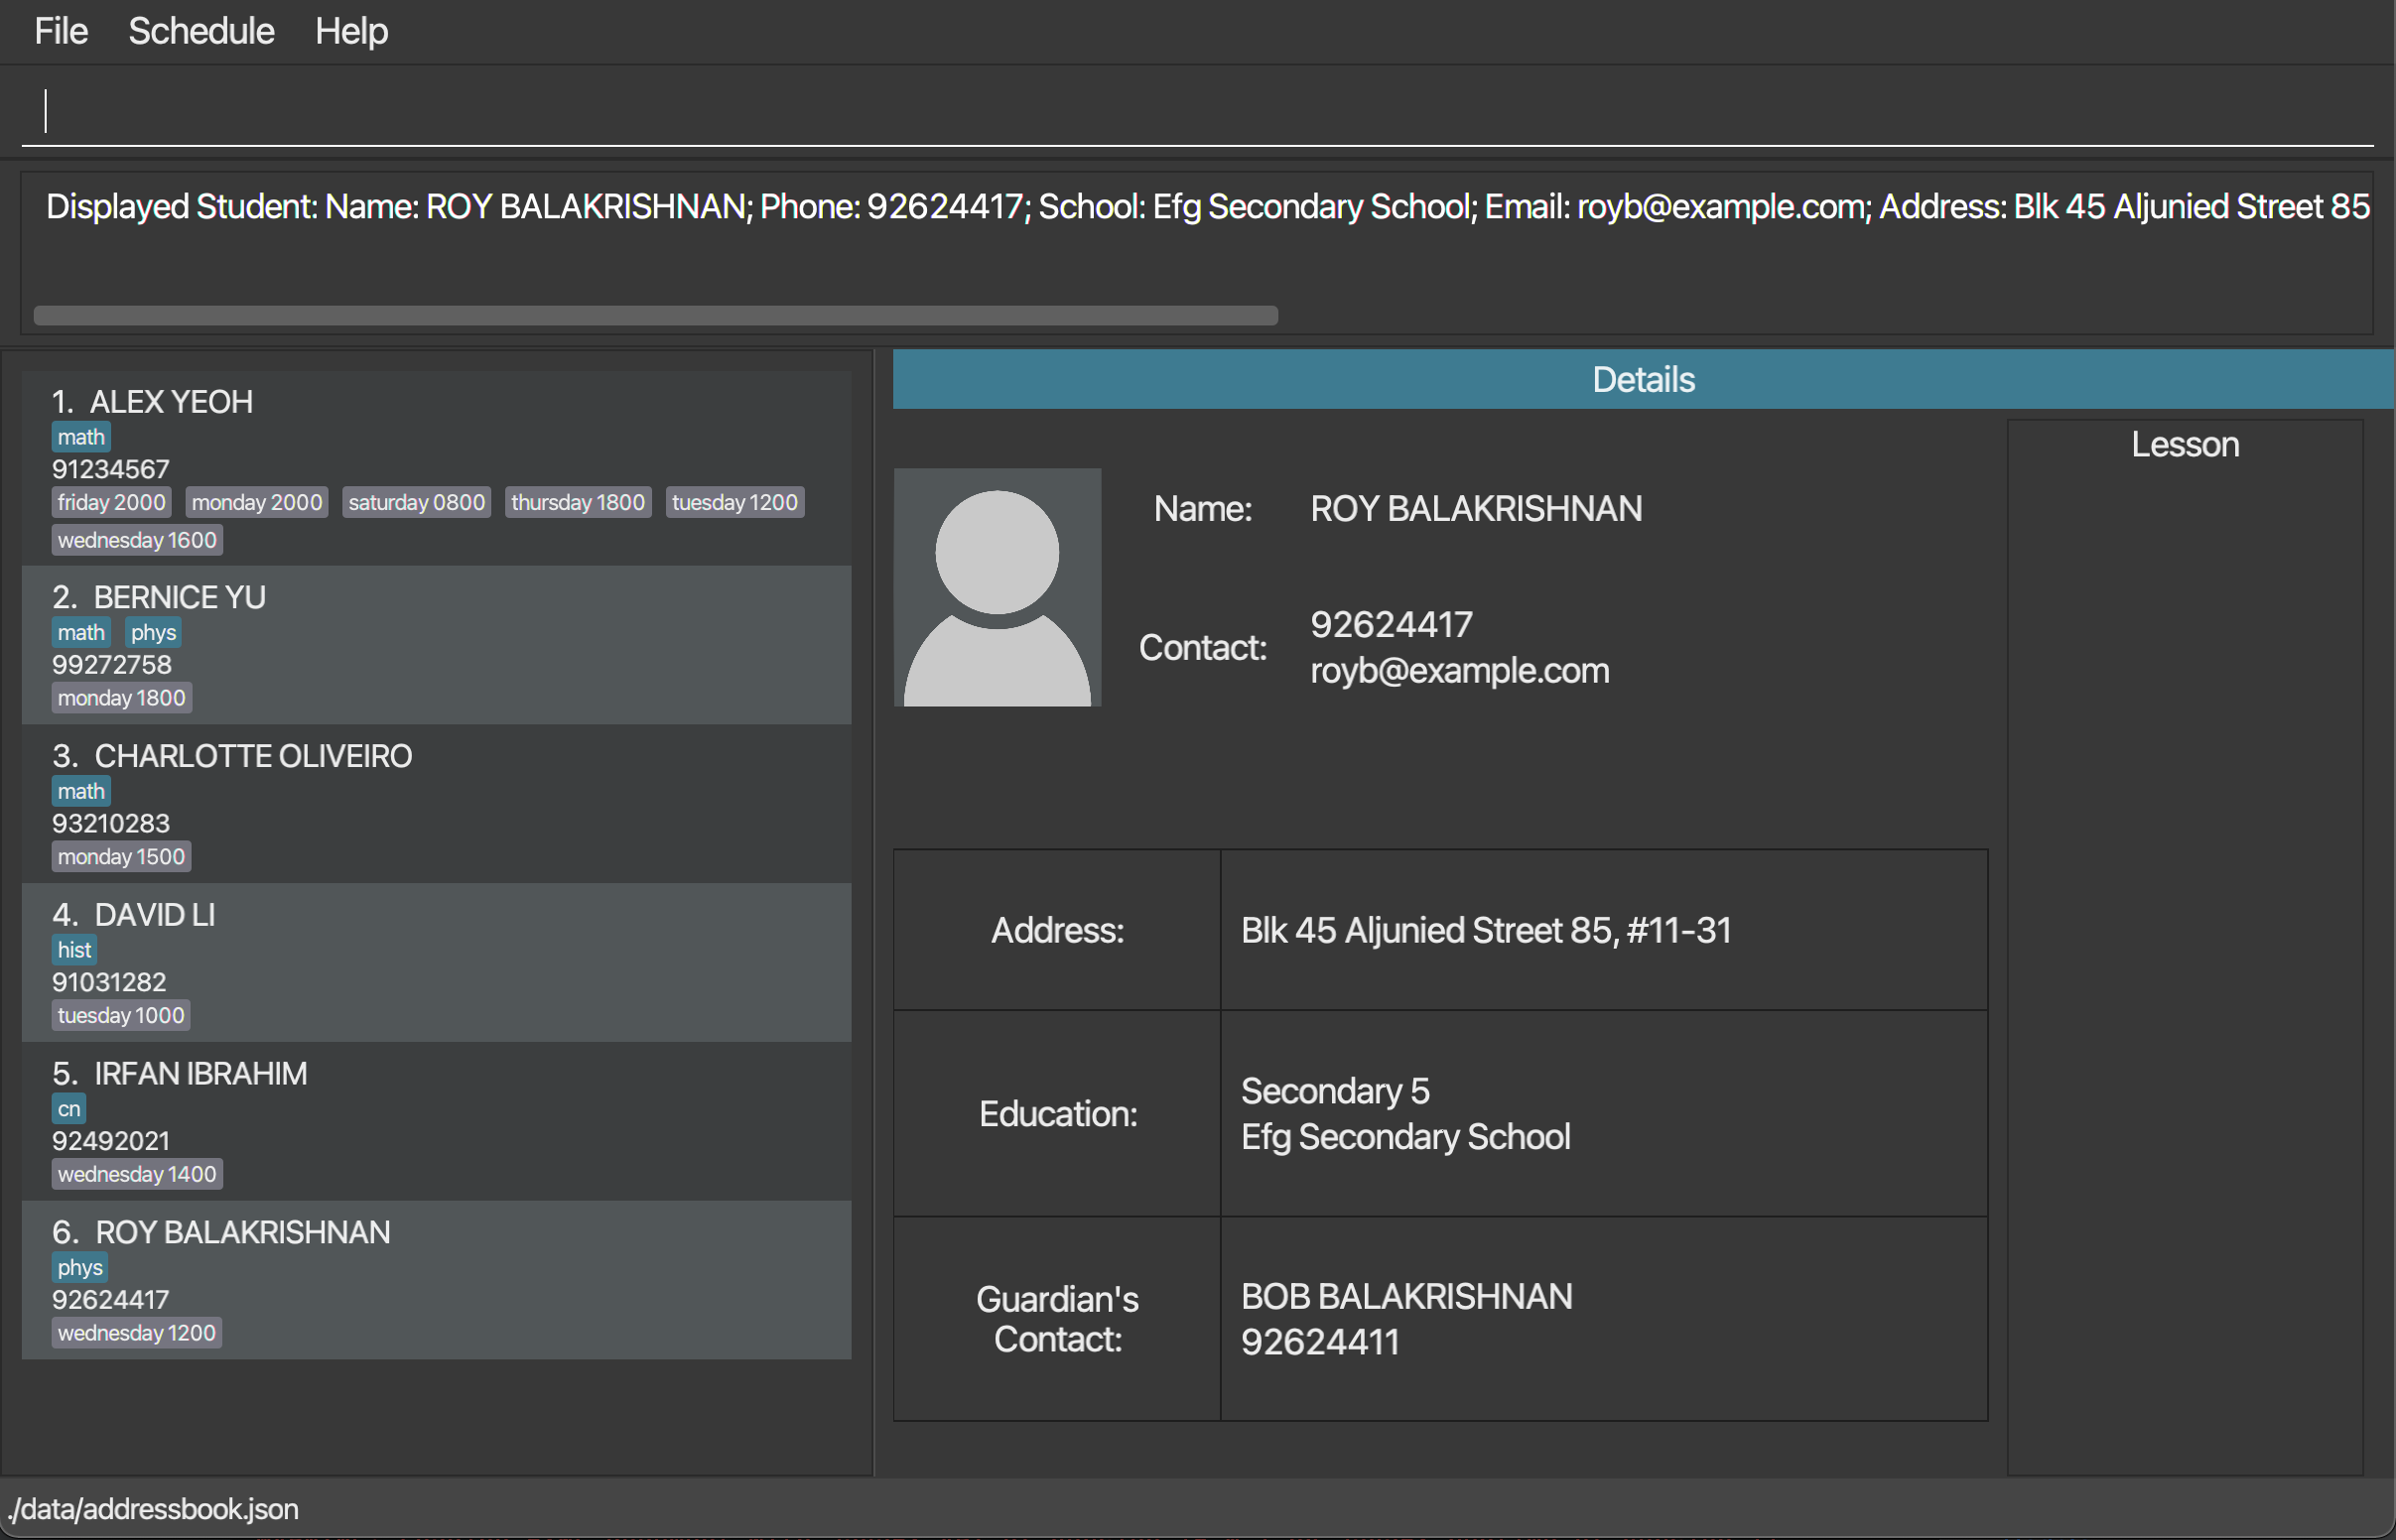 File Schedule Help
Displayed Student: Name: ROY BALAKRISHNAN; Phone: 92624417; School: Efg Secondary School; Email: royb@example.com; Address: Blk 45 Aljunied Street 85
1. ALEX YEOH
math
91234567
friday 2000 monday 2000 saturday 0800 thursday 1800 tuesday 1200
wednesday 1600
2. BERNICE YU
math phys
99272758
monday 1800
3. CHARLOTTE OLIVEIRO
math
93210283
monday 1500
4. DAVID LI
hist
91031282
tuesday 1000
5. IRFAN IBRAHIM
cn
92492021
wednesday 1400
6. ROY BALAKRISHNAN
phys
92624417
wednesday 1200
Details
Name: ROY BALAKRISHNAN
Contact:
92624417
royb@example.com
Address: Blk 45 Aljunied Street 85, #11-31
Education:
Secondary 5
Efg Secondary School
Guardian's
Contact:
BOB BALAKRISHNAN
92624411
Lesson
./data/addressbook.json